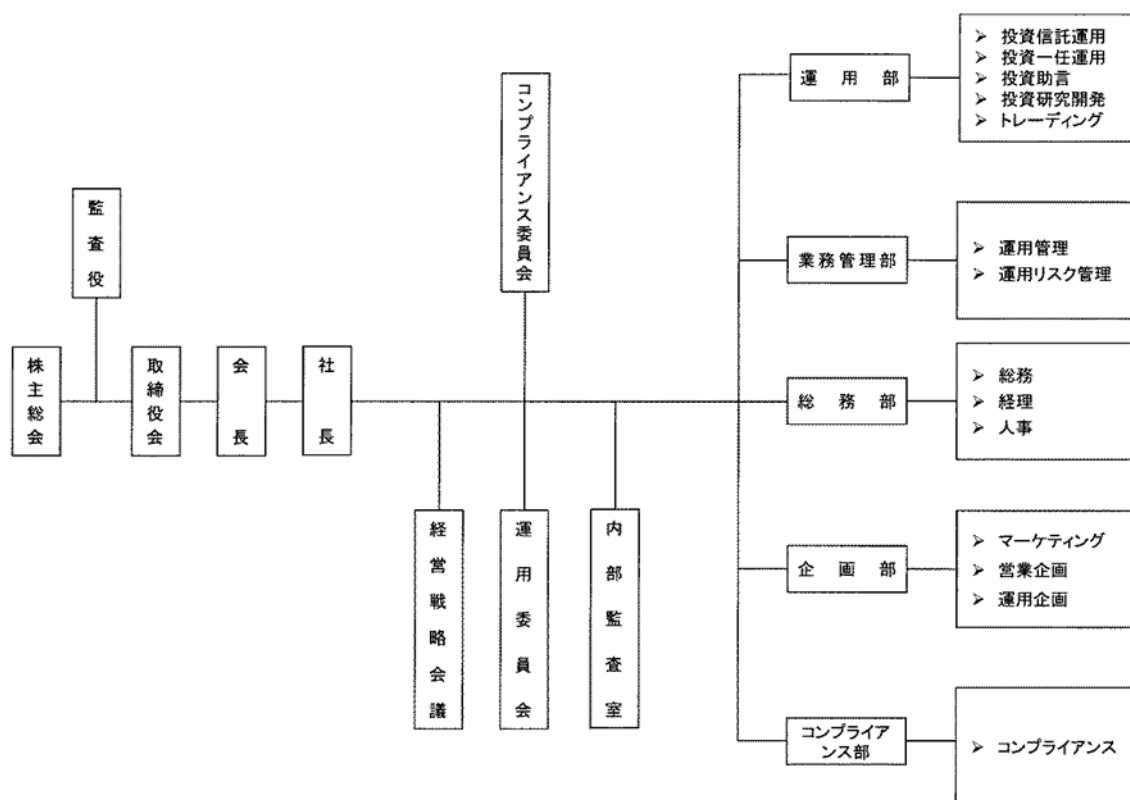 株主総会
監査役
取締役会
会長
社長
コンプライアンス委員会
経営戦略会議
運用委員会
内部監査室
運用部
➢ 投資信託運用
➢ 投資一任運用
➢ 投資助言
➢ 投資研究開発
➢ トレーディング
業務管理部
➢ 運用管理
➢ 運用リスク管理
総務部
➢ 総務
➢ 経理
➢ 人事
企画部
➢ マーケティング
➢ 営業企画
➢ 運用企画
コンプライア
ンス部
➢ コンプライアンス